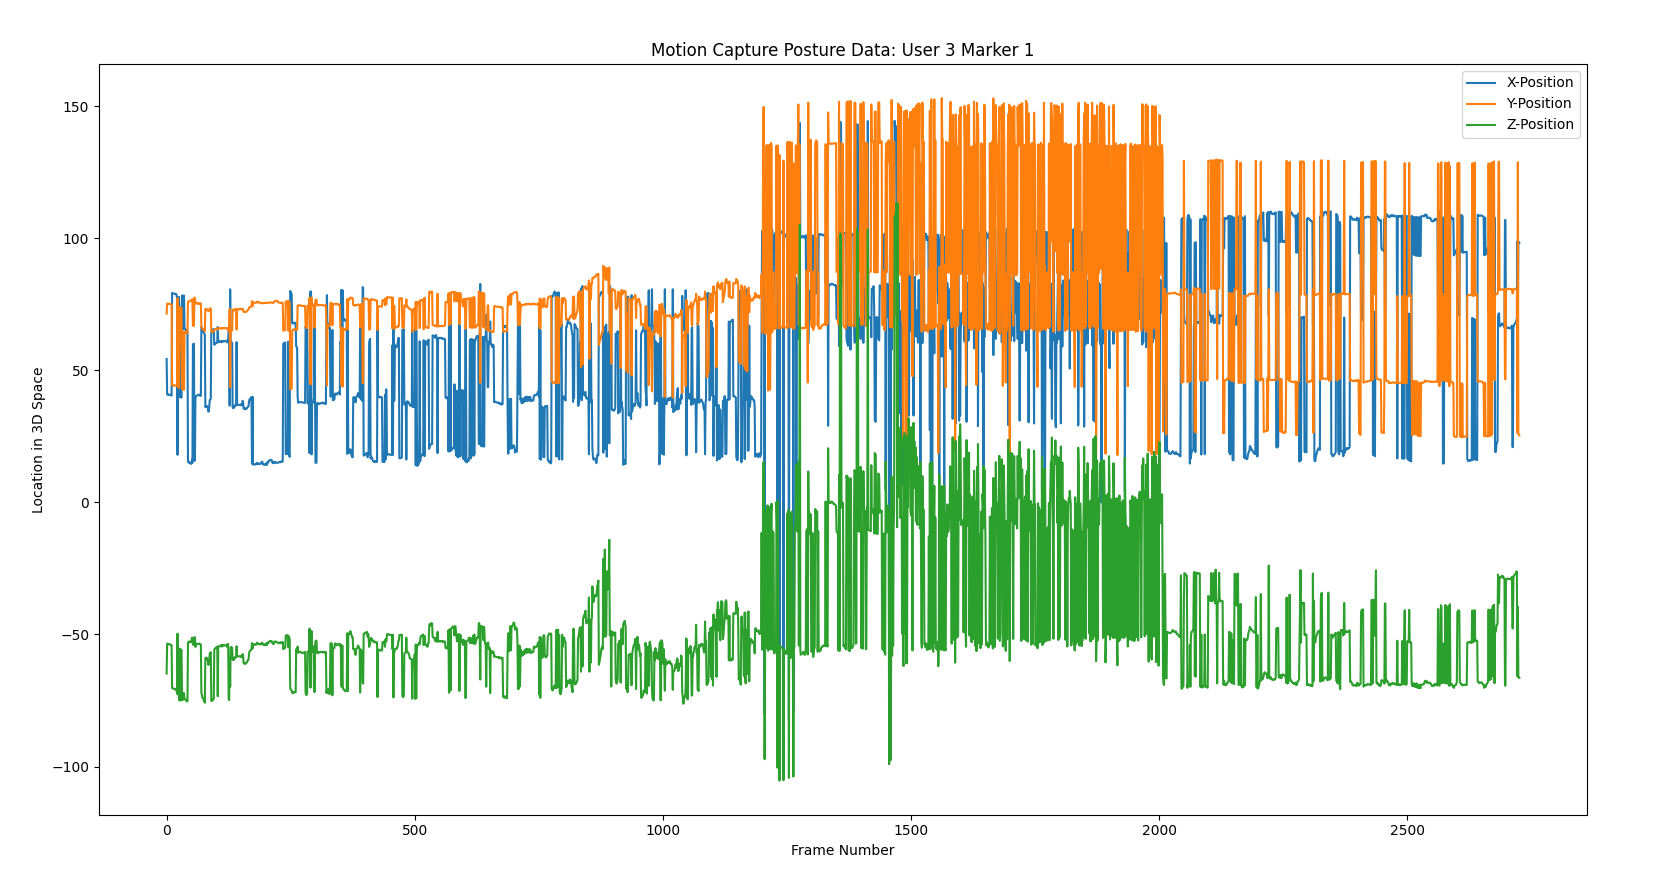 Motion Capture Posture Data: User 3 Marker 1
X-Position
Y-Position
Z-Position
150
100
50
0
−50
−100
Location in 3D Space
0 500 1000 1500 2000 2500
Frame Number